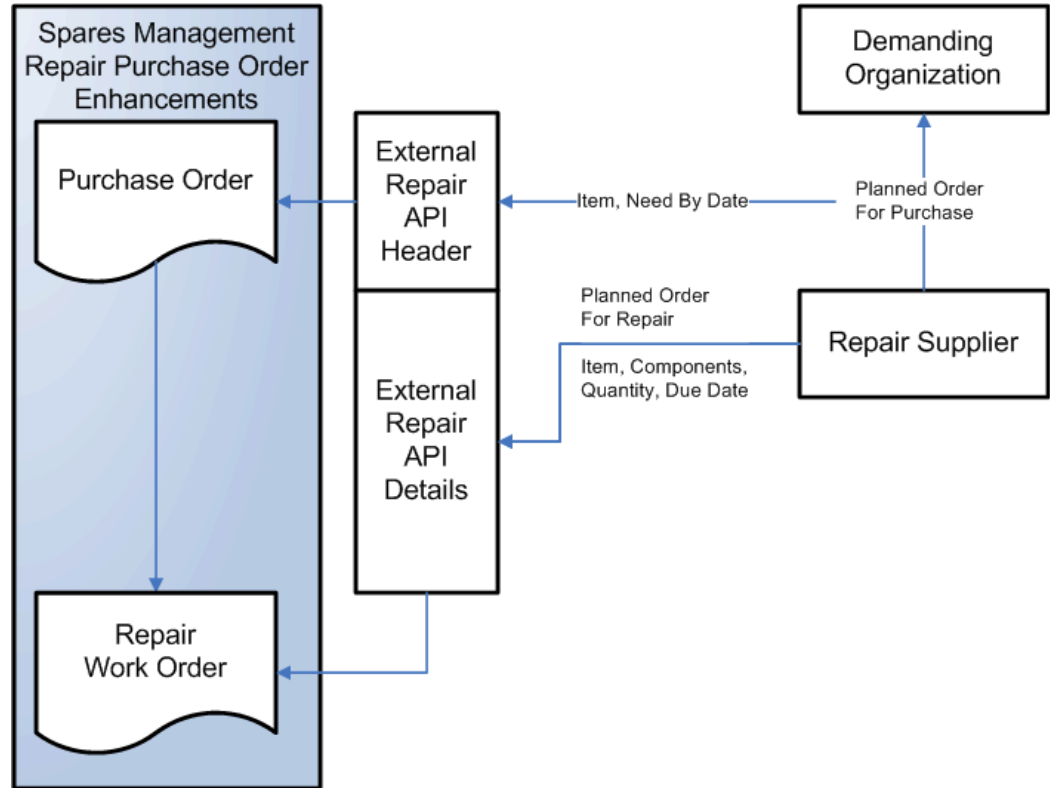 Spares Management
Repair Purchase Order
Enhancements
Purchase Order
Repair
Work Order
External
Repair
API
Header
External
Repair
API
Details
Item, Need By Date
Planned Order
For Repair
Item, Components,
Quantity, Due Date
Demanding
Organization
Planned Order
For Purchase
Repair Supplier